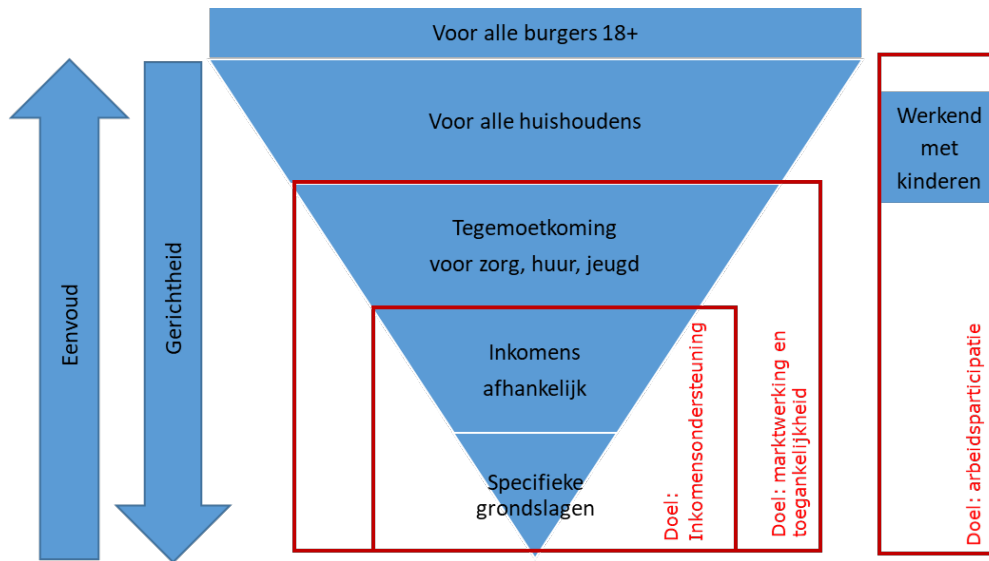 Voor alle burgers 18+
Voor alle huishoudens
Tegemoetkoming
voor zorg, huur, jeugd
Inkomens
afhankelijk
Specifieke
grondslagen
Eenvoud
Gerichtheid
Doel:
Inkomensondersteuning
Doel: marktwerking en
toegankelijkheid
Werkend
met
kinderen
Doel: arbeidsparticipatie